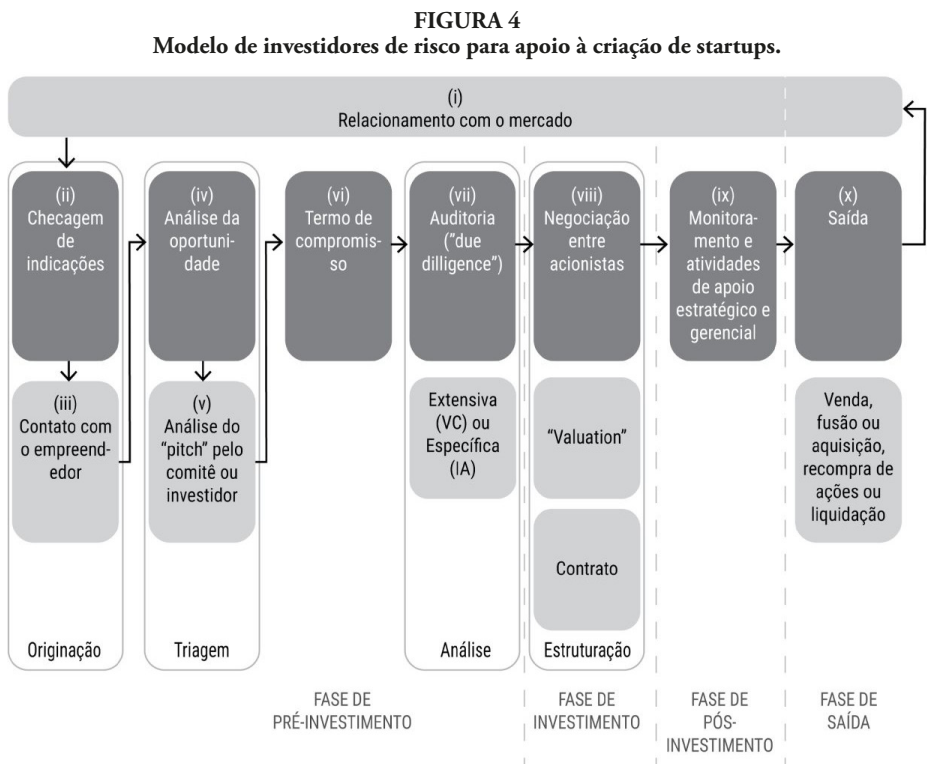 FIGURA 4
Modelo de investidores de risco para apoio à criação de startups.
(i)
Relacionamento com o mercado
(ii)
Checagem
de
indicações
(iii)
Contato com
o empreend-
edor
Originação
(iv)
Análise da
oportuni-
dade
(v)
Análise do
“pitch” pelo
comitê ou
investidor
Triagem
(vi)
Termo de
compromis-
so
(vii)
Auditoria
(”due
dilligence”)
Extensiva
(VC) ou
Específica
(IA)
Análise
(viii)
Negociação
entre
acionistas
“Valuation”
Contrato
Estruturação
(ix)
Monitora-
mento e
atividades
de apoio
estratégico e
gerencial
(x)
Saída
Venda,
fusão ou
aquisição,
recompra de
ações ou
liquidação
FASE DE
PRÉ-INVESTIMENTO
FASE DE
INVESTIMENTO
FASE DE
PÓS-
INVESTIMENTO
FASE DE
SAÍDA